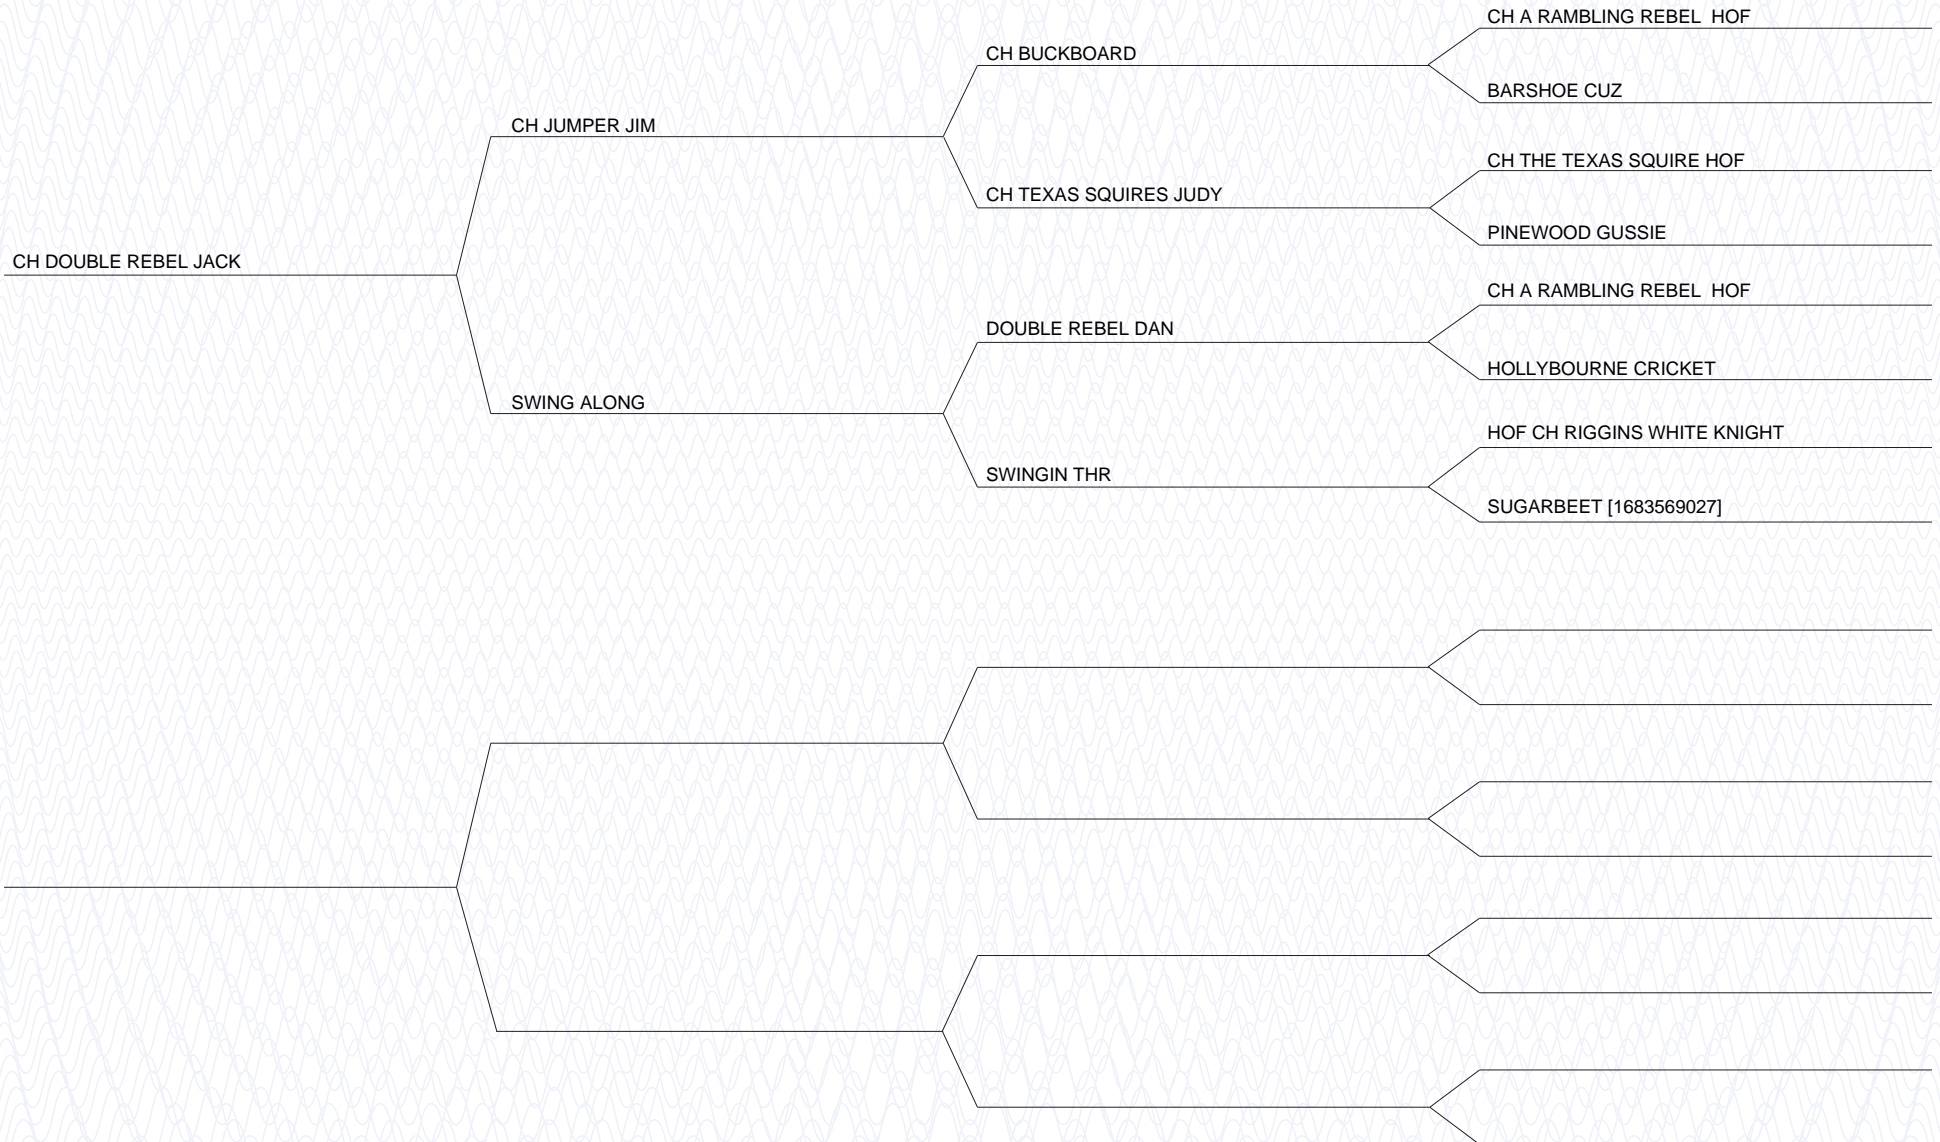 CH A RAMBLING REBEL  HOF
CH BUCKBOARD
BARSHOE CUZ
CH JUMPER JIM
CH THE TEXAS SQUIRE HOF
CH TEXAS SQUIRES JUDY
PINEWOOD GUSSIE
CH DOUBLE REBEL JACK
CH A RAMBLING REBEL  HOF
DOUBLE REBEL DAN
HOLLYBOURNE CRICKET
SWING ALONG
HOF CH RIGGINS WHITE KNIGHT
SWINGIN THR
SUGARBEET [1683569027]